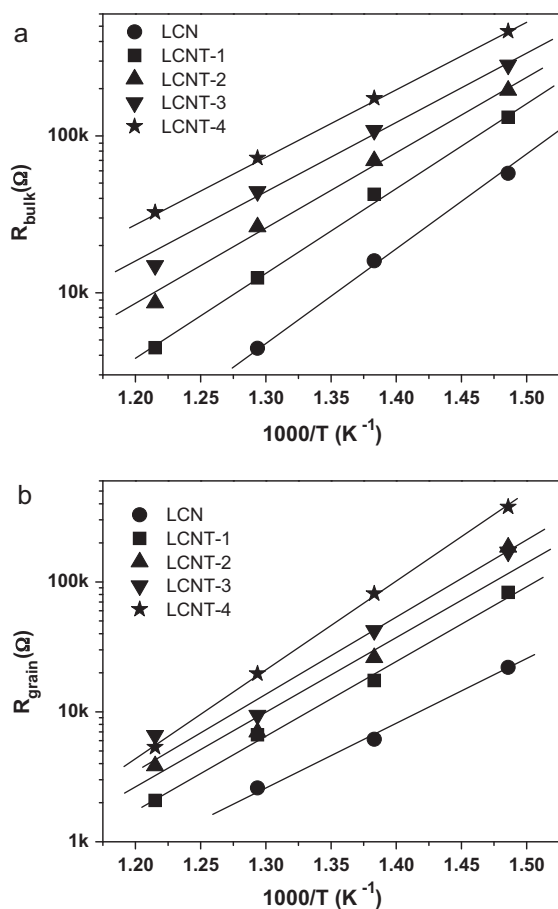 a
LCN
LCNT-1
LCNT-2
LCNT-3
LCNT-4
100k
10k
R_bulk(Ω)
1.20 1.25 1.30 1.35 1.40 1.45 1.50
1000/T (K⁻¹)
b
LCN
LCNT-1
LCNT-2
LCNT-3
LCNT-4
100k
10k
1k
R_grain(Ω)
1.20 1.25 1.30 1.35 1.40 1.45 1.50
1000/T (K⁻¹)